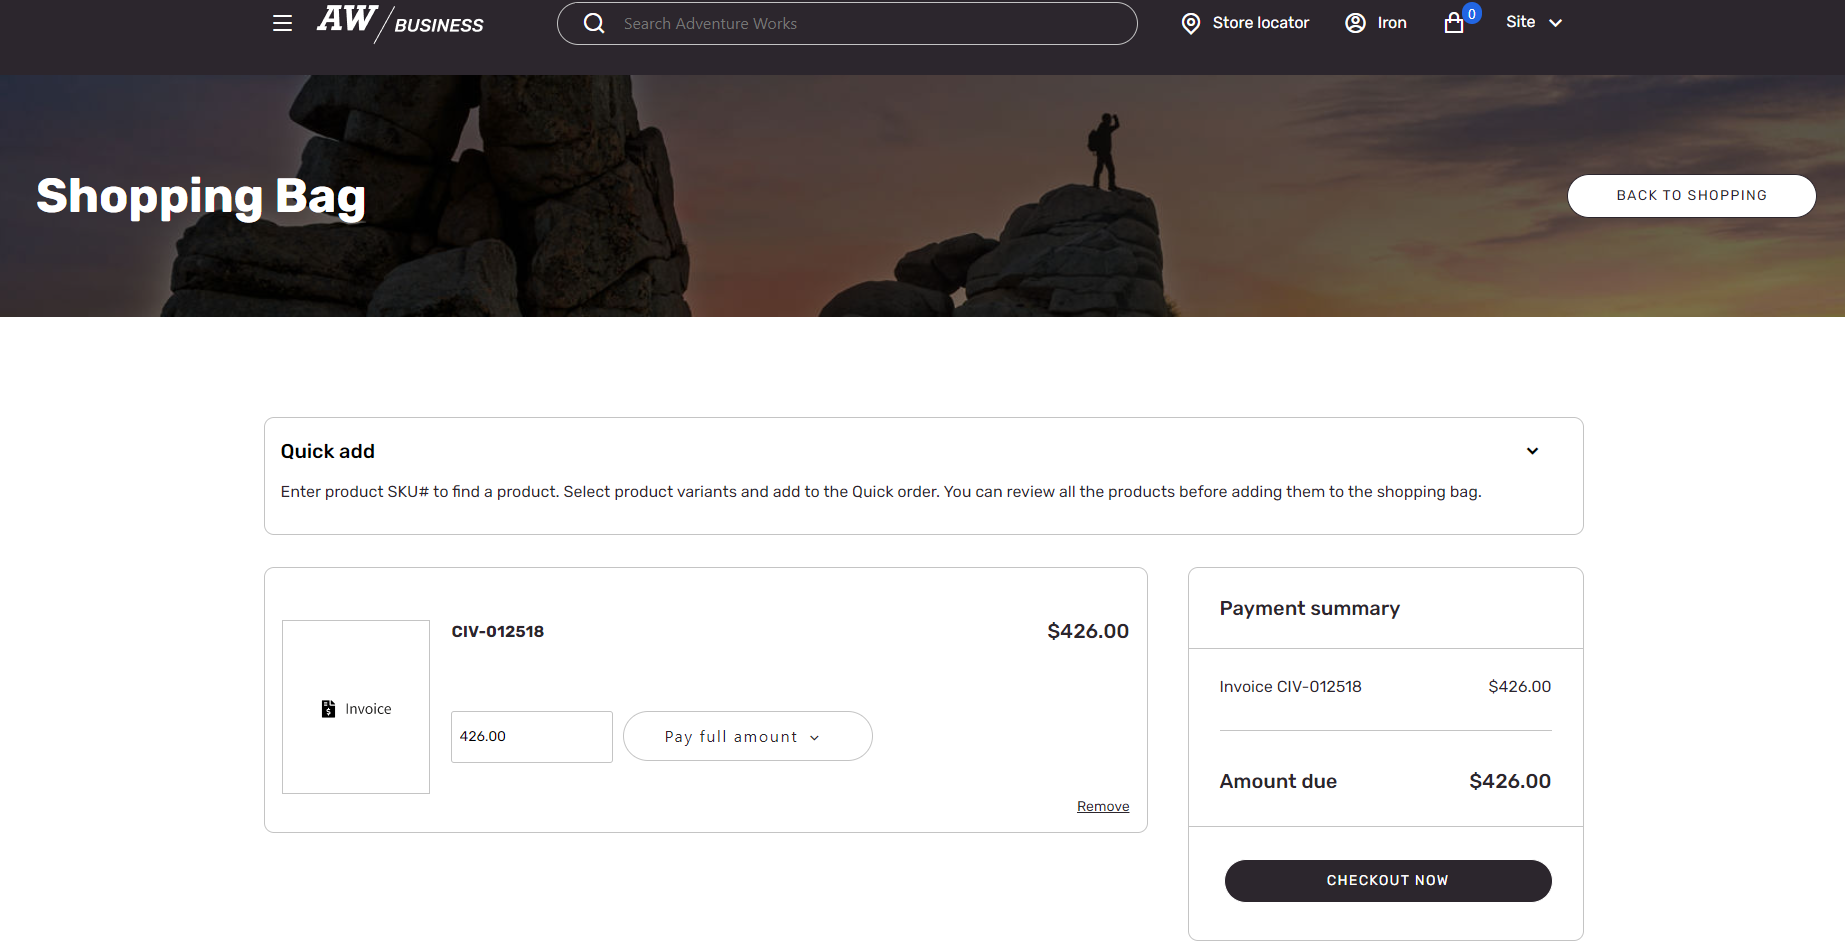 AW BUSINESS
Search Adventure Works
Store locator
Iron
0
Site
Shopping Bag
BACK TO SHOPPING
Quick add
Enter product SKU# to find a product. Select product variants and add to the Quick order. You can review all the products before adding them to the shopping bag.
Invoice
CIV-012518
$426.00
426.00
Pay full amount
Remove
Payment summary
Invoice CIV-012518 $426.00
Amount due $426.00
CHECKOUT NOW